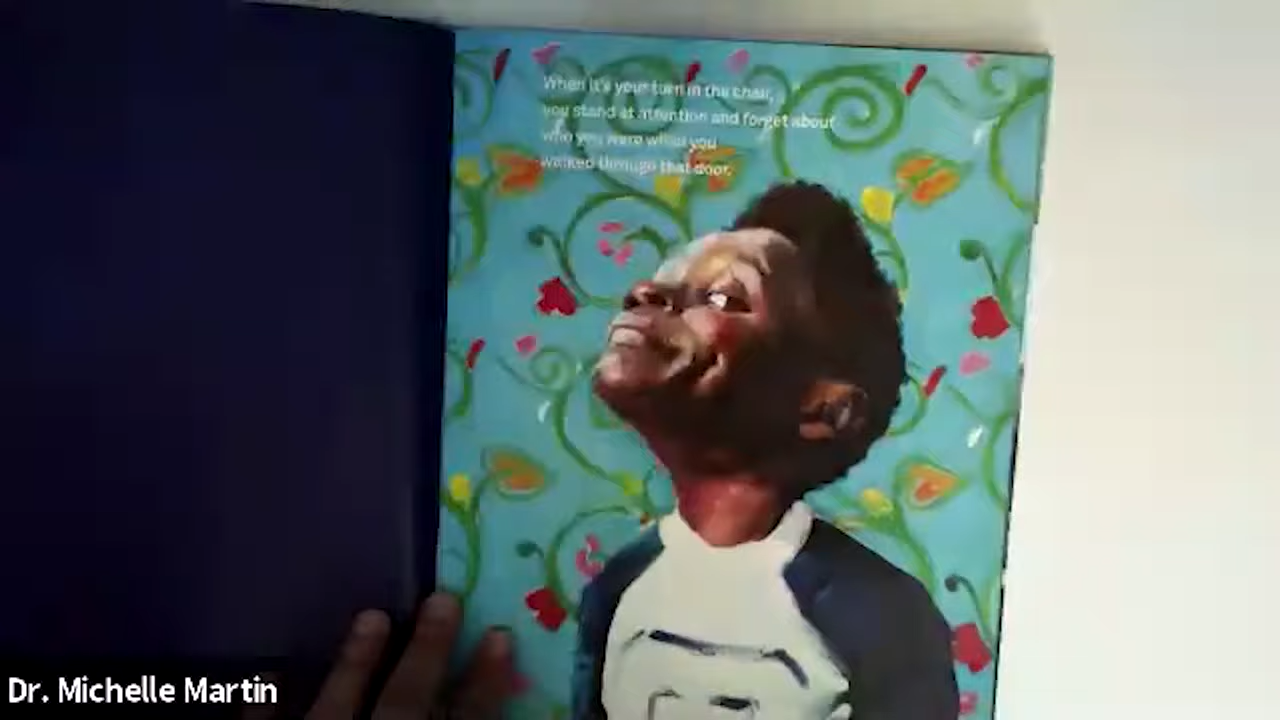 When it's your turn in the chair,
you stand at attention and forget about
who you were when you
walked through that door.
Dr. Michelle Martin